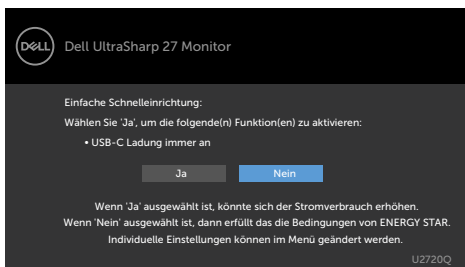 DELL
Dell UltraSharp 27 Monitor
Einfache Schnelleinrichtung:
Wählen Sie 'Ja', um die folgende(n) Funktion(en) zu aktivieren:
• USB-C Ladung immer an
Ja Nein
Wenn 'Ja' ausgewählt ist, könnte sich der Stromverbrauch erhöhen.
Wenn 'Nein' ausgewählt ist, dann erfüllt das die Bedingungen von ENERGY STAR.
Individuelle Einstellungen können im Menü geändert werden.
U2720Q